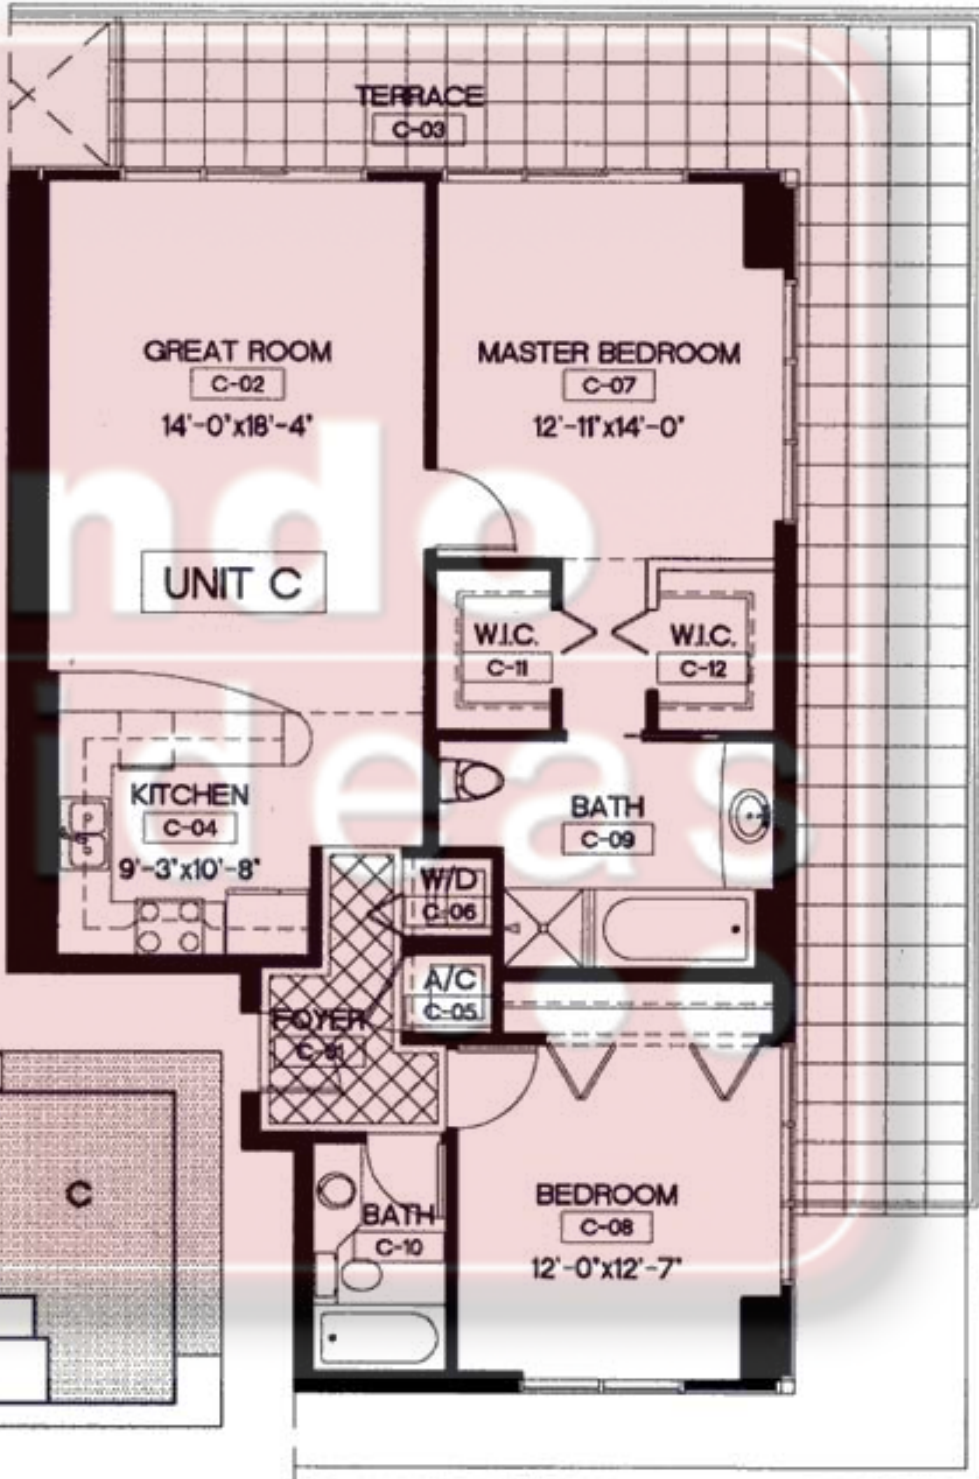 TERRACE
C-03
GREAT ROOM
C-02
14'-0"x18'-4"
MASTER BEDROOM
C-07
12'-11"x14'-0"
UNIT C
ndo
W.I.C.
C-11
W.I.C.
C-12
ideas
KITCHEN
C-04
9'-3"x10'-8"
BATH
C-09
W/D
C-06
A/C
C-05
FOYER
C-01
C
BATH
C-10
BEDROOM
C-08
12'-0"x12'-7"